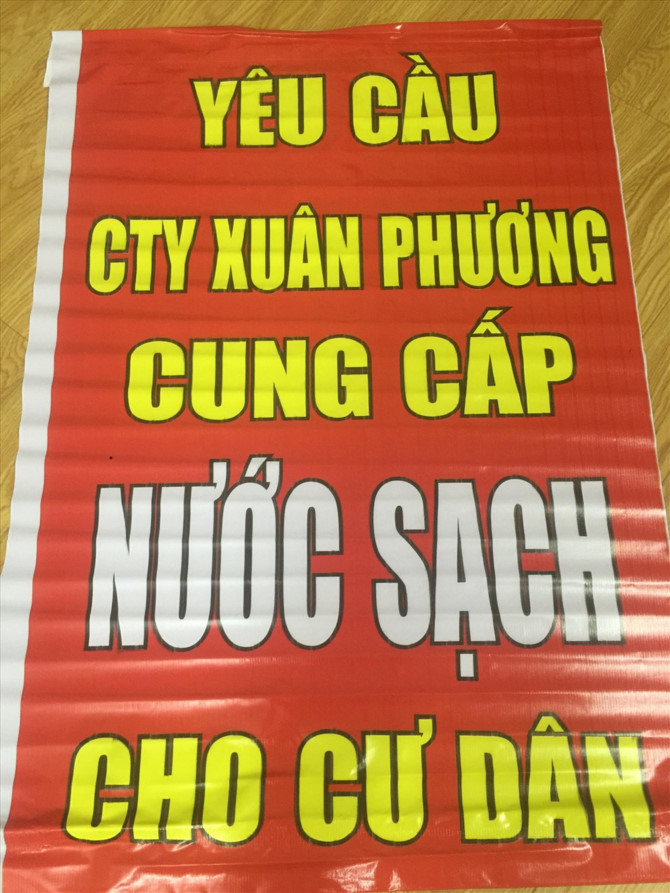 YÊU CẦU
CTY XUÂN PHƯƠNG
CUNG CẤP
NƯỚC SẠCH
CHO CƯ DÂN